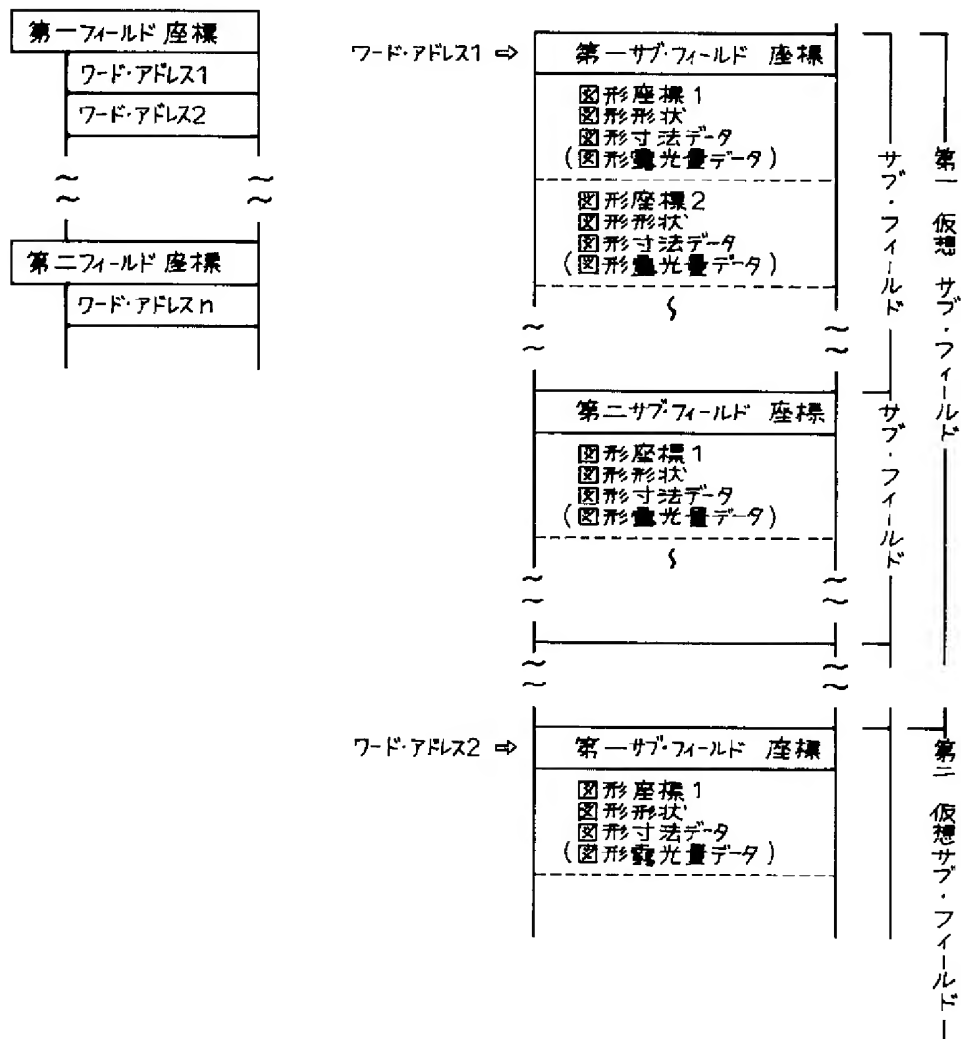 第一フィールド 座標
ワード・アドレス1
ワード・アドレス2
第二フィールド 座標
ワード・アドレスn
ワード・アドレス1 ⇨
第一サブ・フィールド 座標
図形座標1
図形形状
図形寸法データ
(図形露光量データ)
図形座標2
図形形状
図形寸法データ
(図形露光量データ)
第二サブ・フィールド 座標
図形座標1
図形形状
図形寸法データ
(図形露光量データ)
ワード・アドレス2 ⇨
第一サブ・フィールド 座標
図形座標1
図形形状
図形寸法データ
(図形露光量データ)
サブ・フィールド
サブ・フィールド
第一 仮想 サブ・フィールド
第二 仮想サブ・フィールド